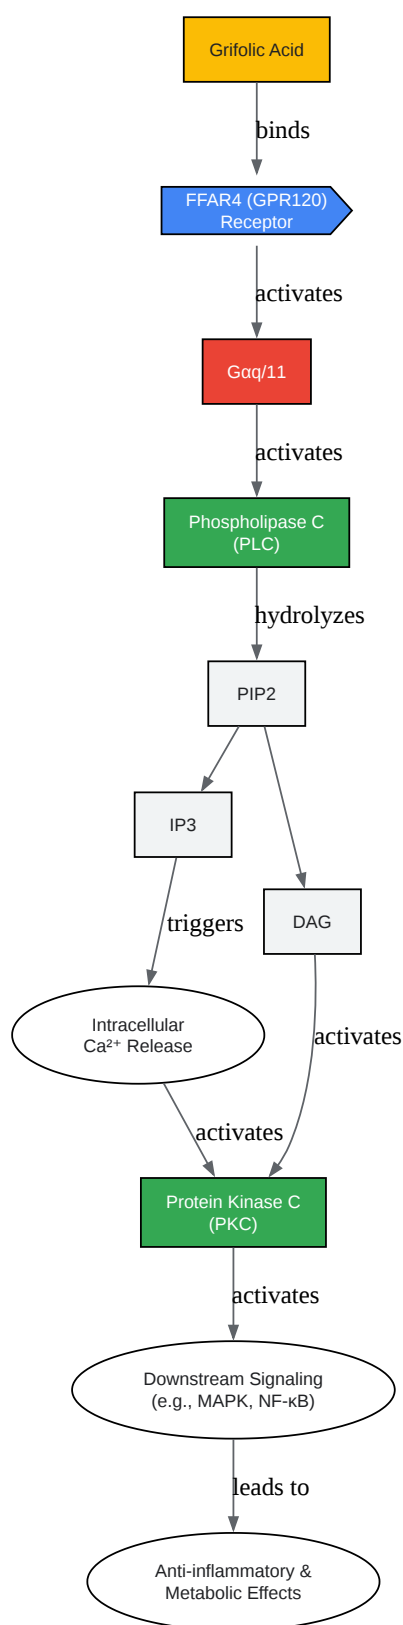 Grifolic Acid
binds
FFAR4 (GPR120)
Receptor
activates
Gαq/11
activates
Phospholipase C
(PLC)
hydrolyzes
PIP2
IP3
DAG
triggers
Intracellular
Ca²⁺ Release
activates
activates
Protein Kinase C
(PKC)
activates
Downstream Signaling
(e.g., MAPK, NF-κB)
leads to
Anti-inflammatory &
Metabolic Effects